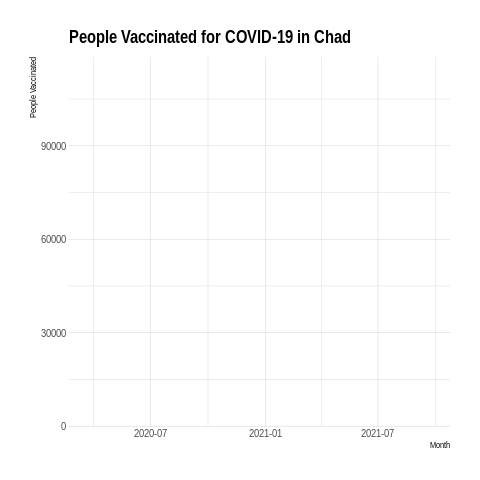 People Vaccinated for COVID-19 in Chad
People Vaccinated
90000
60000
30000
0
2020-07
2021-01
2021-07
Month